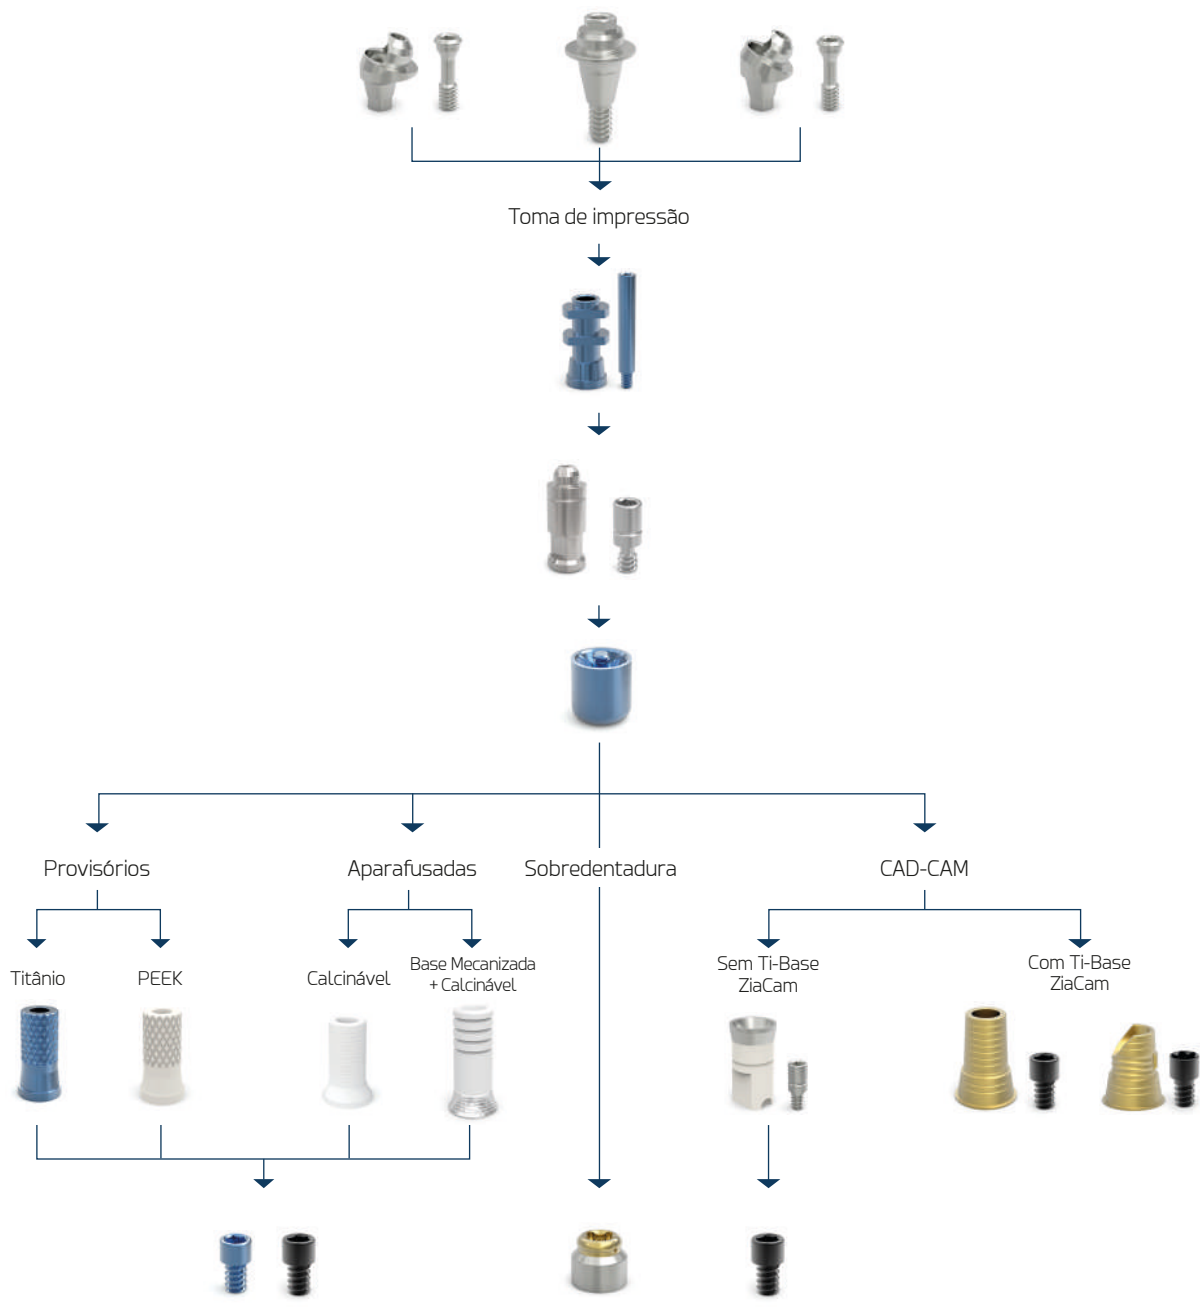 Toma de impressão
Provisórios
Aparafusadas
Sobredentadura
CAD-CAM
Titânio
PEEK
Calcinável
Base Mecanizada
+ Calcinável
Sem Ti-Base
ZiaCam
Com Ti-Base
ZiaCam